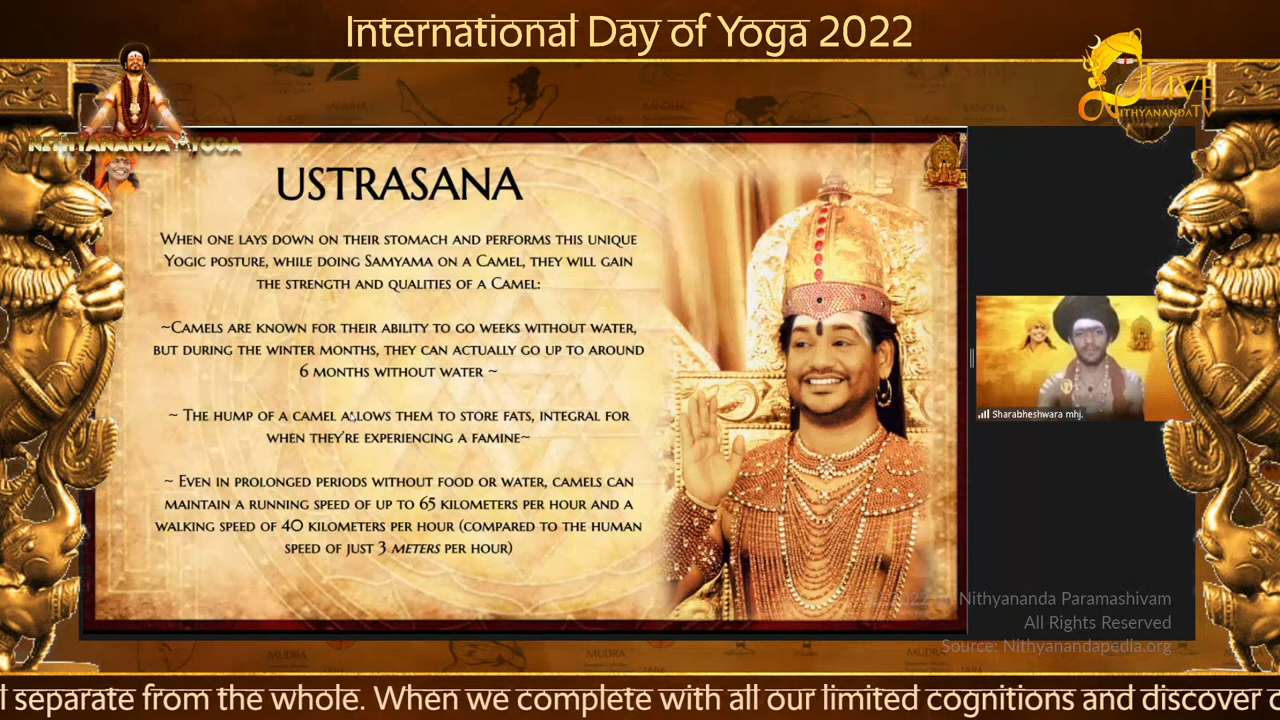 International Day of Yoga 2022
LIVE
NITHYANANDA TV
NITHYANANDA YOGA
USTRASANA
WHEN ONE LAYS DOWN ON THEIR STOMACH AND PERFORMS THIS UNIQUE
YOGIC POSTURE, WHILE DOING SAMYAMA ON A CAMEL, THEY WILL GAIN
THE STRENGTH AND QUALITIES OF A CAMEL:
~CAMELS ARE KNOWN FOR THEIR ABILITY TO GO WEEKS WITHOUT WATER,
BUT DURING THE WINTER MONTHS, THEY CAN ACTUALLY GO UP TO AROUND
6 MONTHS WITHOUT WATER ~
~ THE HUMP OF A CAMEL ALLOWS THEM TO STORE FATS, INTEGRAL FOR
WHEN THEY'RE EXPERIENCING A FAMINE~
~ EVEN IN PROLONGED PERIODS WITHOUT FOOD OR WATER, CAMELS CAN
MAINTAIN A RUNNING SPEED OF UP TO 65 KILOMETERS PER HOUR AND A
WALKING SPEED OF 40 KILOMETERS PER HOUR (COMPARED TO THE HUMAN
SPEED OF JUST 3 METERS PER HOUR)
Sharabheshwara mhj.
Nithyananda Paramashivam
All Rights Reserved
Source: Nithyanandapedia.org
MUDRA
l separate from the whole. When we complete with all our limited cognitions and discover